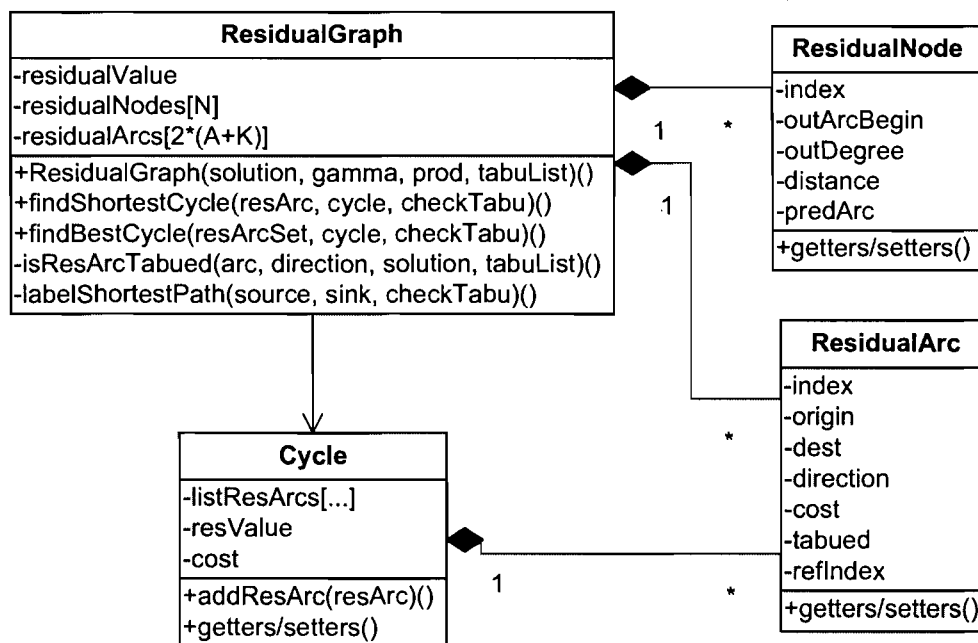 ResidualGraph
-residualValue
-residualNodes[N]
-residualArcs[2*(A+K)]
+ResidualGraph(solution, gamma, prod, tabuList)()
+findShortestCycle(resArc, cycle, checkTabu)()
+findBestCycle(resArcSet, cycle, checkTabu)()
-isResArcTabued(arc, direction, solution, tabuList)()
-labelShortestPath(source, sink, checkTabu)()
1
*
1
ResidualNode
-index
-outArcBegin
-outDegree
-distance
-predArc
+getters/setters()
ResidualArc
-index
-origin
-dest
-direction
-cost
-tabued
-refIndex
+getters/setters()
*
Cycle
-listResArcs[...]
-resValue
-cost
+addResArc(resArc)()
+getters/setters()
1
*